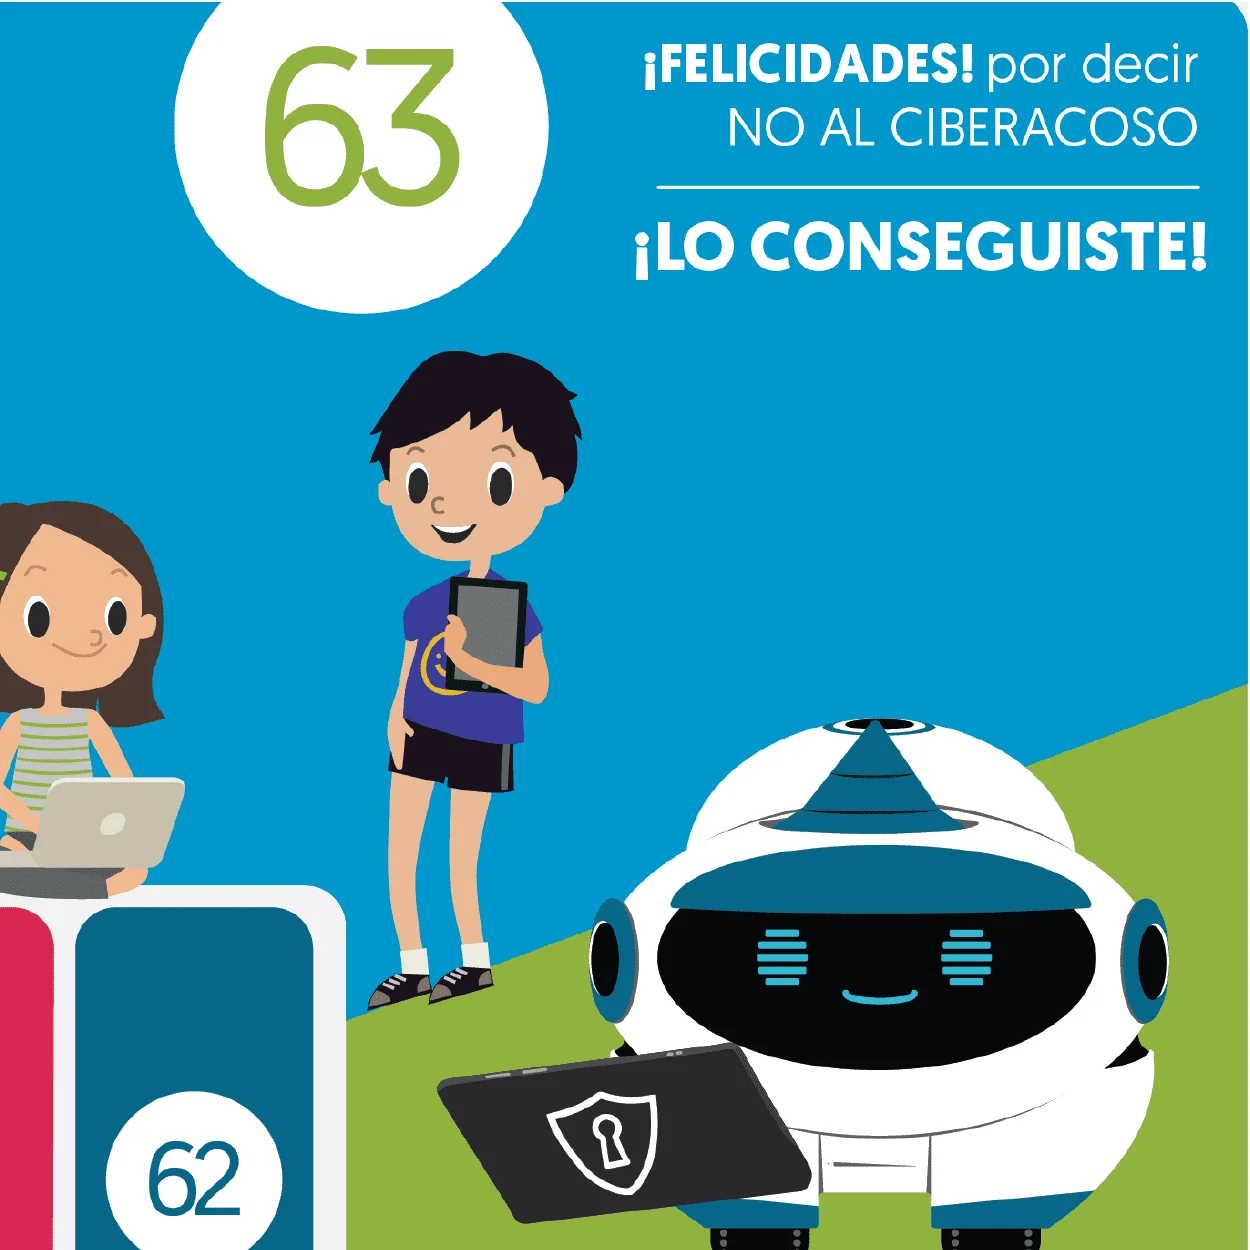 63
¡FELICIDADES! por decir
NO AL CIBERACOSO
¡LO CONSEGUISTE!
62